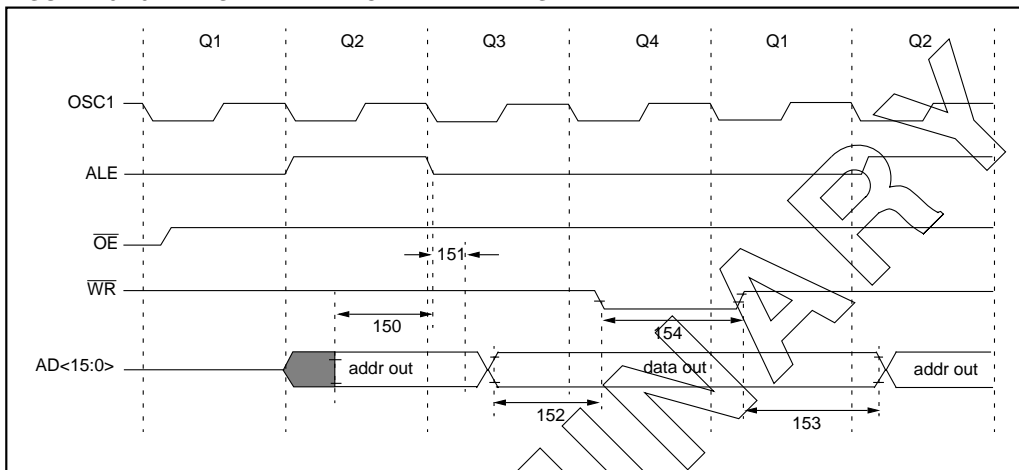 Q1 Q2 Q3 Q4 Q1 Q2
OSC1
ALE
OE
151
WR
150 154
AD<15:0> addr out data out addr out
152 153
INARY